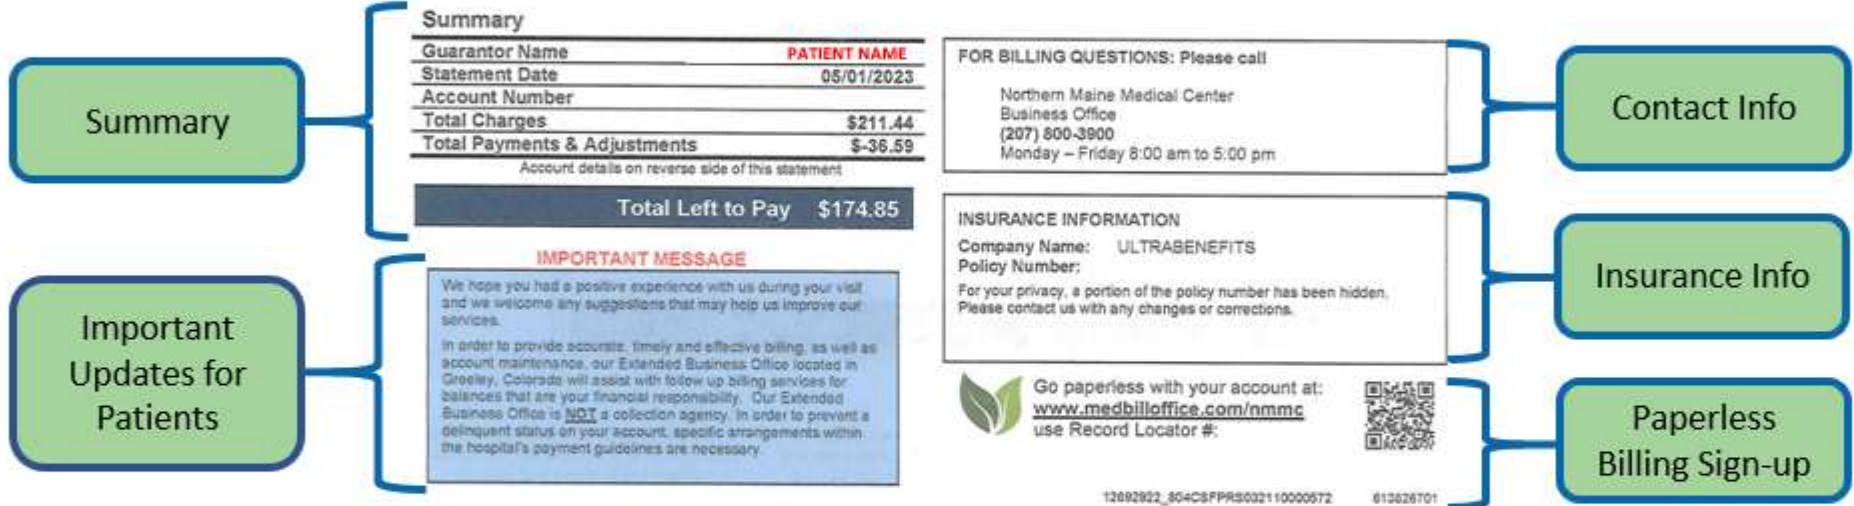 Summary
Summary
Guarantor Name PATIENT NAME
Statement Date 05/01/2023
Account Number
Total Charges $211.44
Total Payments & Adjustments $-36.59
Account details on reverse side of this statement
Total Left to Pay $174.85
Important
Updates for
Patients
IMPORTANT MESSAGE
We hope you had a positive experience with us during your visit
and we welcome any suggestions that may help us improve our
services.
In order to provide accurate, timely and effective billing, as well as
account maintenance, our Extended Business Office located in
Greeley, Colorado will assist with follow up billing services for
balances that are your financial responsibility. Our Extended
Business Office is NOT a collection agency. In order to prevent a
delinquent status on your account, specific arrangements within
the hospital's payment guidelines are necessary.
FOR BILLING QUESTIONS: Please call
Northern Maine Medical Center
Business Office
(207) 800-3900
Monday – Friday 8:00 am to 5:00 pm
Contact Info
INSURANCE INFORMATION
Company Name: ULTRABENEFITS
Policy Number:
For your privacy, a portion of the policy number has been hidden.
Please contact us with any changes or corrections.
Insurance Info
Go paperless with your account at:
www.medbilloffice.com/nmmc
use Record Locator #:
Paperless
Billing Sign-up
12692922_804CSFPRS032110000572 613826701